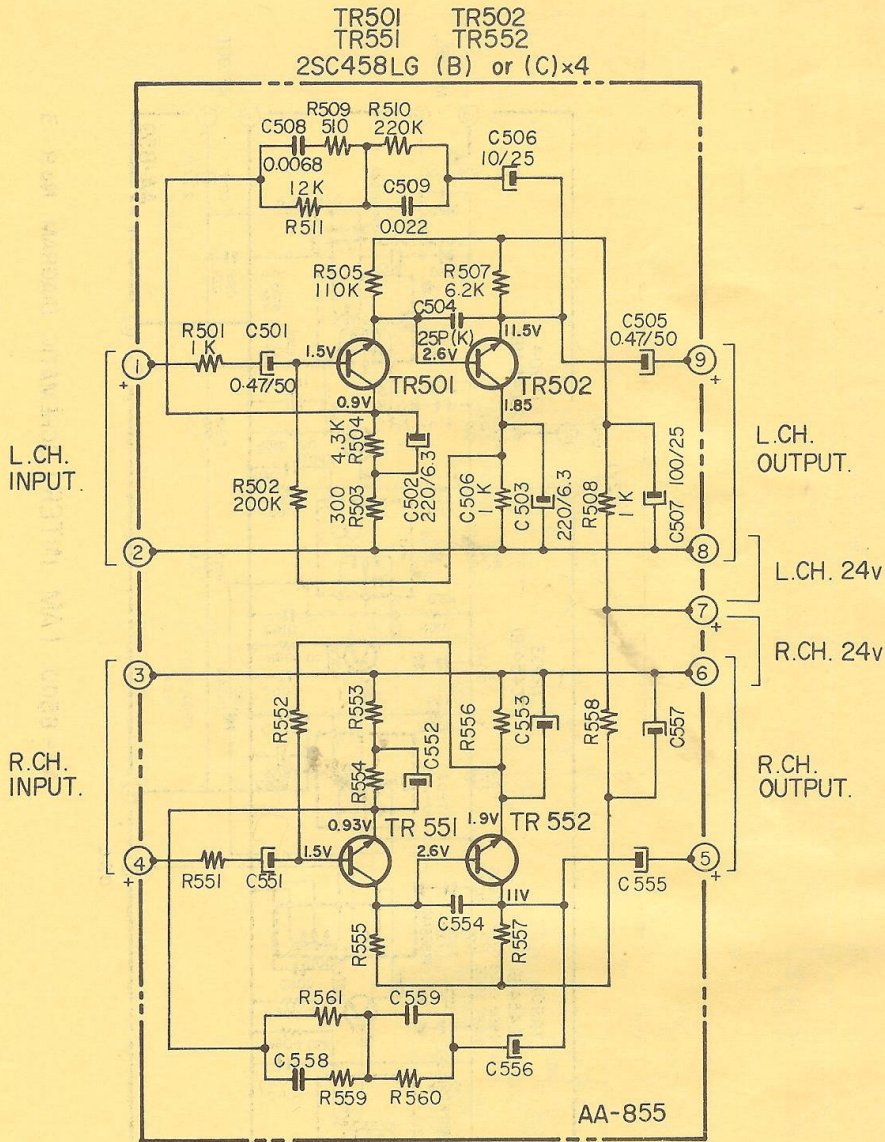 TR501 TR502
TR551 TR552
2SC458LG (B) or (C)×4
R509 R510
C508 510 220K C506
0.0068 10/25
12K C509
R511 0.022
R505 R507
110K 6.2K
C504
R501 C501 25P(K) 11.5V C505
1K 1.5V 2.6V 0.47/50
1 0.47/50 9
+ TR501 TR502 +
0.9V 1.85
L.CH.
INPUT.
R502
200K
4.3K
R504
300
R503
C502
220/6.3
C506
1K
C503
220/6.3
R508
1K
C507
100/25
L.CH.
OUTPUT.
2 8
L.CH. 24v
7
+
R.CH. 24v
3 6
R552
R553
R554
C552
R556
C553
R558
C557
R.CH.
INPUT.
R.CH.
OUTPUT.
0.93V TR 551 1.9V TR 552
4 1.5V 2.6V 5
+ R551 C551 11V C555 +
C554
R555
R557
R561 C559
C558 C556
R559 R560
AA-855